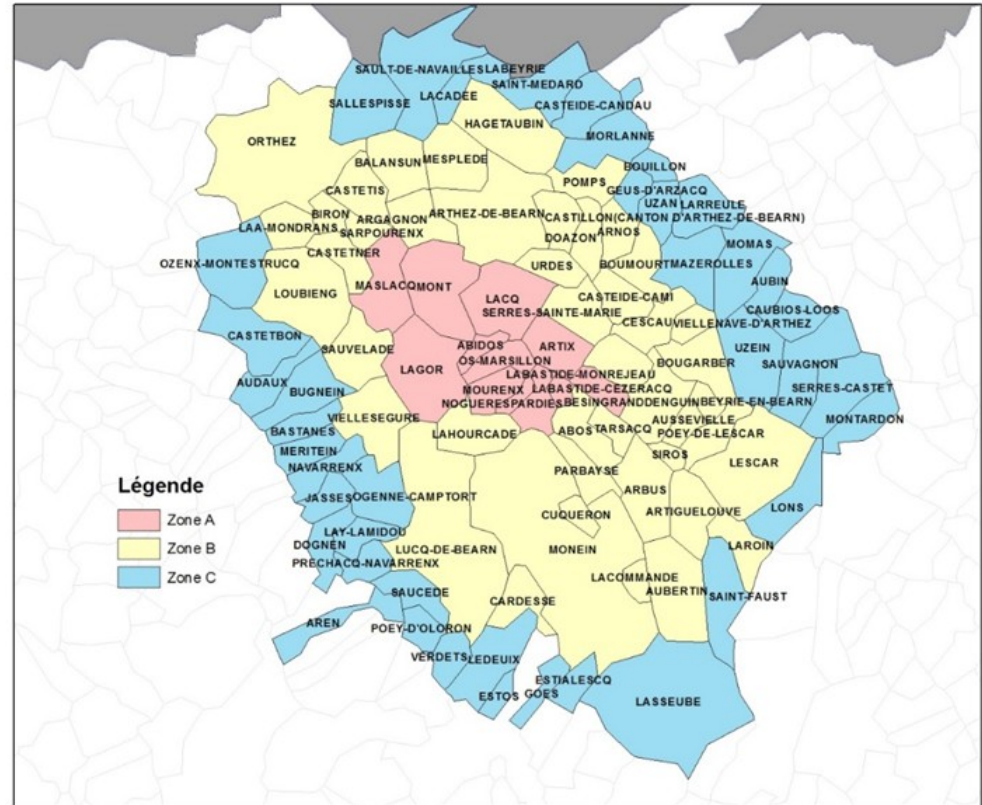 SAULT-DE-NAVAILLES
LABEYRIE
SAINT-MEDARD
LACADEE
SALLESPISSE
CASTEIDE-CANDAU
HAGETAUBIN
MORLANNE
ORTHEZ
BALANSUN
MESPLEDE
BOUILLON
POMPS
GEUS-D'ARZACQ
CASTETIS
UZAN
LARREULE
BIRON
ARGAGNON
ARTHEZ-DE-BEARN
CASTILLON(CANTON D'ARTHEZ-DE-BEARN)
LAA-MONDRANS
SARPOURENX
DOAZON
ARNOS
MOMAS
OZENX-MONTESTRUCQ
CASTETNER
URDES
BOUMOURT
MAZEROLLES
AUBIN
MASLACQ
MONT
LOUBIENG
LACQ
CASTEIDE-CAMI
SERRES-SAINTE-MARIE
CAUBIOS-LOOS
CESCAU
VIELLENAVE-D'ARTHEZ
CASTETBON
SAUVELADE
ABIDOS
ARTIX
UZEIN
OS-MARSILLON
BOUGARBER
SAUVAGNON
LAGOR
LABASTIDE-MONREJEAU
AUDAUX
BUGNEIN
MOURENX
LABASTIDE-CEZERACQ
SERRES-CASTET
NOGUERES
PARDIES
BESINGRAND
DENGUIN
BEYRIE-EN-BEARN
VIELLESEGURE
MONTARDON
AUSSEVIELLE
BASTANES
LAHOURCADE
ABOS
TARSACQ
POEY-DE-LESCAR
MERITEIN
SIROS
LESCAR
NAVARRENX
PARBAYSE
ARBUS
JASSES
OGENNE-CAMPTORT
LONS
CUQUERON
ARTIGUELOUVE
LAY-LAMIDOU
DOGNEN
LUCQ-DE-BEARN
MONEIN
LAROIN
PRECHACQ-NAVARRENX
LACOMMANDE
AUBERTIN
SAUCEDE
SAINT-FAUST
CARDESSE
AREN
POEY-D'OLORON
VERDETS
LEDEUIX
ESTIALESCQ
ESTOS
GOES
LASSEUBE
Légende
Zone A
Zone B
Zone C